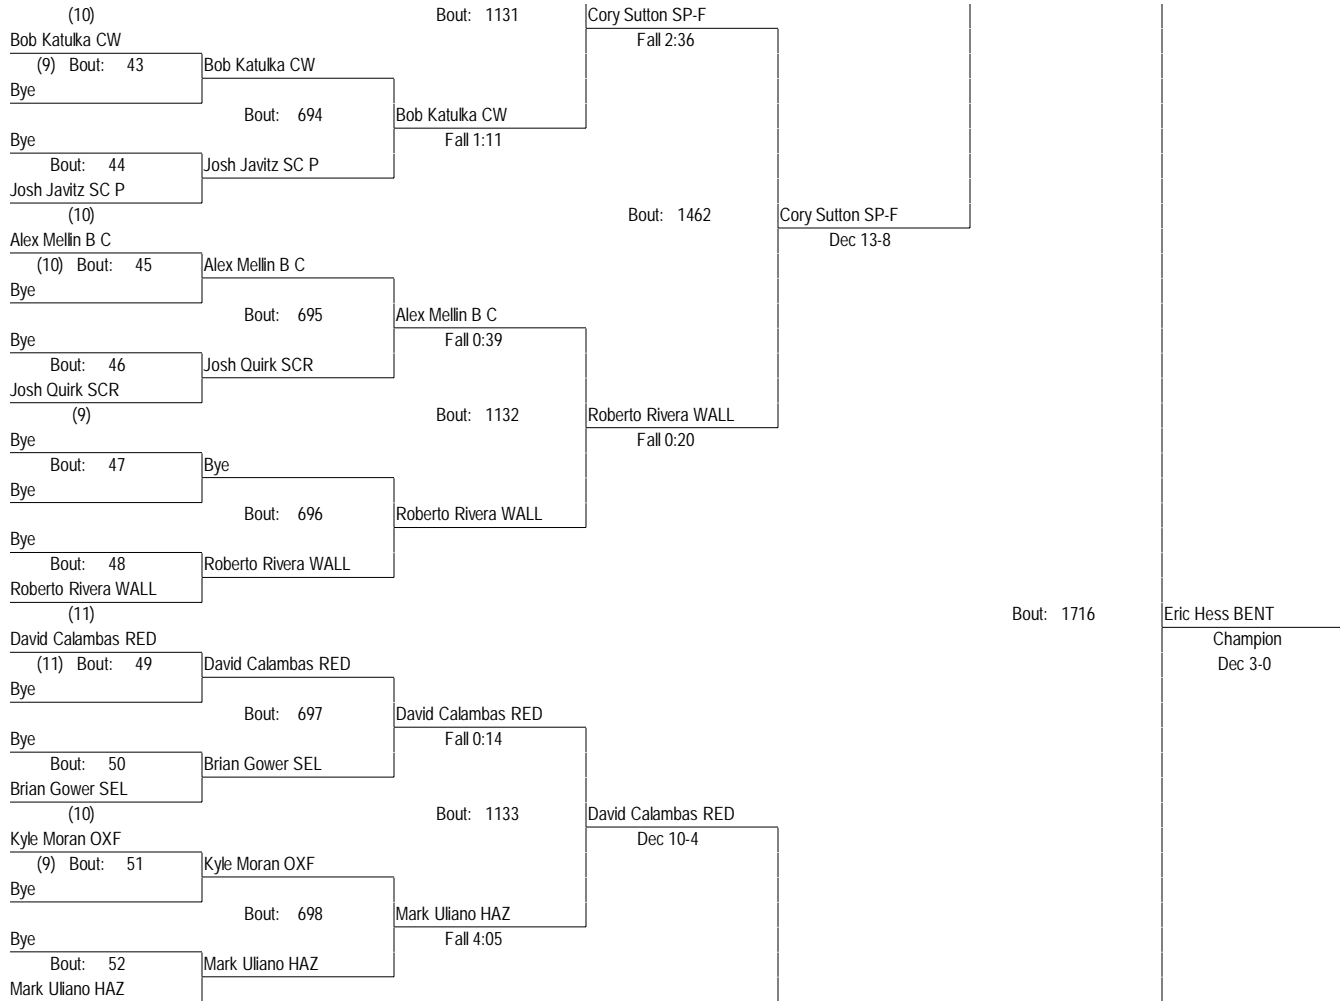 (10) Bout: 1131 Cory Sutton SP-F
Bob Katulka CW Fall 2:36
(9) Bout: 43 Bob Katulka CW
Bye
Bout: 694 Bob Katulka CW
Bye Fall 1:11
Bout: 44 Josh Javitz SC P
Josh Javitz SC P
(10) Bout: 1462 Cory Sutton SP-F
Alex Mellin B C Dec 13-8
(10) Bout: 45 Alex Mellin B C
Bye
Bout: 695 Alex Mellin B C
Bye Fall 0:39
Bout: 46 Josh Quirk SCR
Josh Quirk SCR
(9) Bout: 1132 Roberto Rivera WALL
Bye Fall 0:20
Bout: 47 Bye
Bye
Bout: 696 Roberto Rivera WALL
Bye
Bout: 48 Roberto Rivera WALL
Roberto Rivera WALL
(11) Bout: 1716 Eric Hess BENT
David Calambas RED Champion
(11) Bout: 49 David Calambas RED Dec 3-0
Bye
Bout: 697 David Calambas RED
Bye Fall 0:14
Bout: 50 Brian Gower SEL
Brian Gower SEL
(10) Bout: 1133 David Calambas RED
Kyle Moran OXF Dec 10-4
(9) Bout: 51 Kyle Moran OXF
Bye
Bout: 698 Mark Uliano HAZ
Bye Fall 4:05
Bout: 52 Mark Uliano HAZ
Mark Uliano HAZ